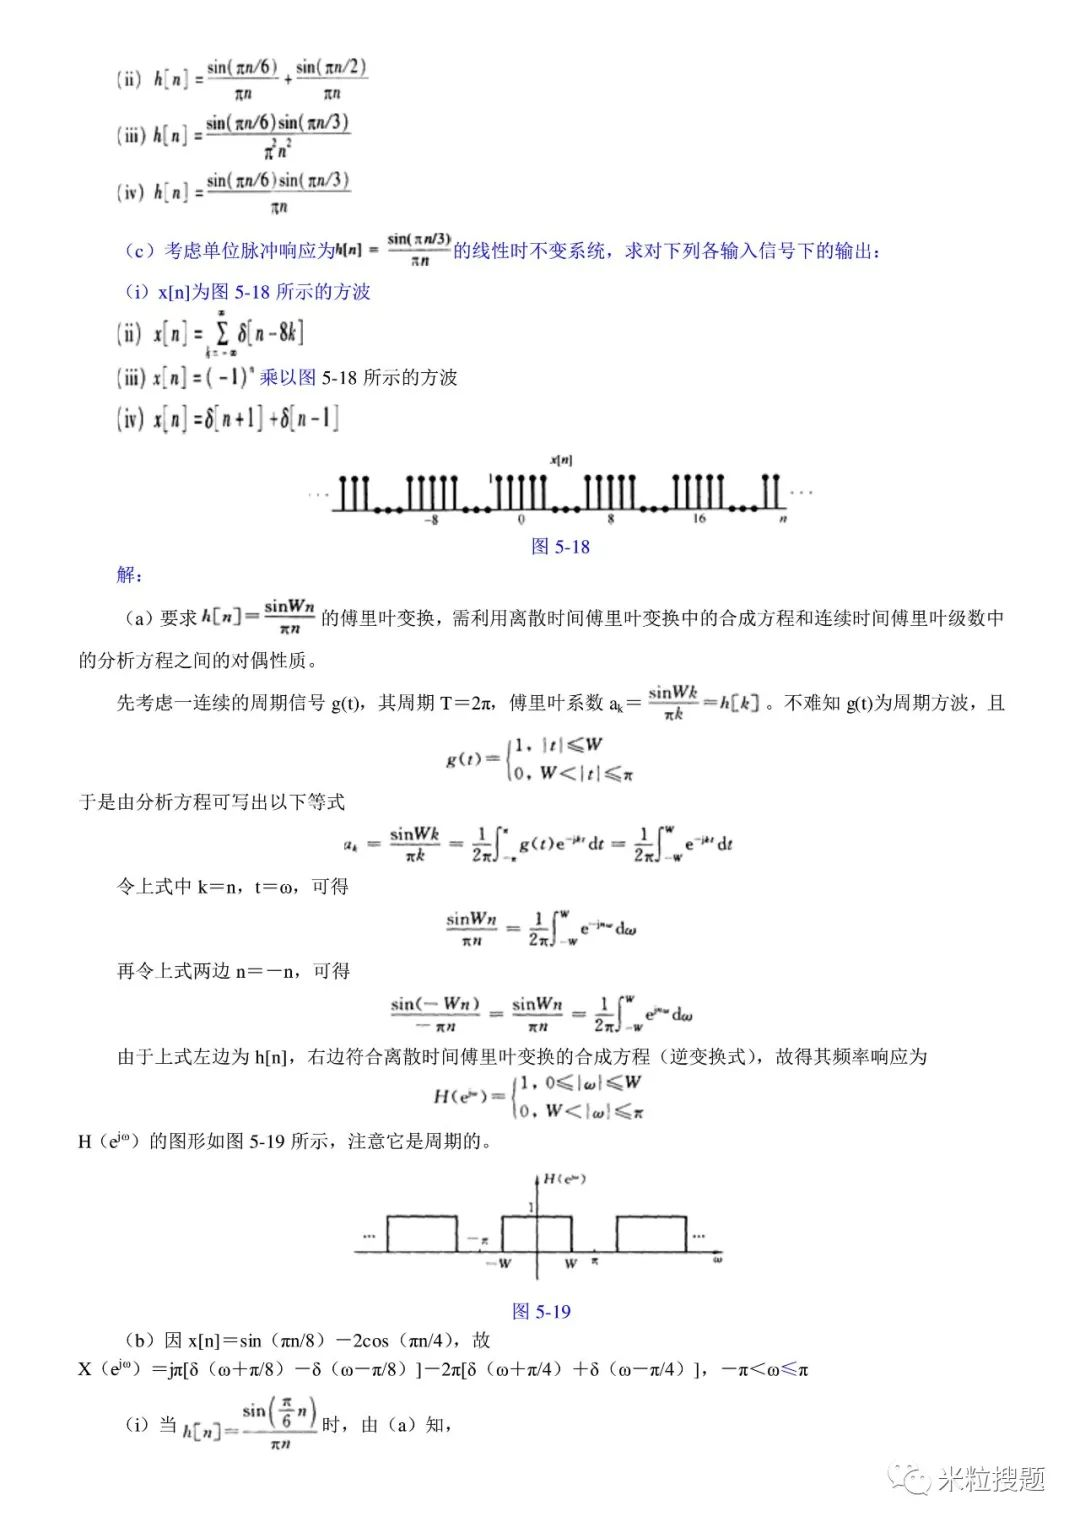 (ii) h[n]=sin(πn/6)/πn+sin(πn/2)/πn
(iii) h[n]=sin(πn/6)sin(πn/3)/π²n²
(iv) h[n]=sin(πn/6)sin(πn/3)/πn
（c）考虑单位脉冲响应为h[n] = sin(πn/3)/πn的线性时不变系统，求对下列各输入信号下的输出：
（i）x[n]为图 5-18 所示的方波
(ii) x[n]=∑_{k=-∞}^{∞}δ[n-8k]
(iii) x[n]=(-1)ⁿ乘以图 5-18 所示的方波
(iv) x[n]=δ[n+1]+δ[n-1]
x[n]
1
··· -8 0 8 16 n ···
图 5-18
解：
（a）要求 h[n]=sinWn/πn 的傅里叶变换，需利用离散时间傅里叶变换中的合成方程和连续时间傅里叶级数中
的分析方程之间的对偶性质。
先考虑一连续的周期信号 g(t)，其周期 T＝2π，傅里叶系数 aₖ＝sinWk/πk=h[k]。不难知 g(t)为周期方波，且
g(t)={1，|t|≤W
0，W<|t|≤π
于是由分析方程可写出以下等式
aₖ = sinWk/πk = 1/2π ∫_{-π}^{π} g(t)e^{-jkt}dt = 1/2π ∫_{-W}^{W} e^{-jkt}dt
令上式中 k＝n，t＝ω，可得
sinWn/πn = 1/2π ∫_{-W}^{W} e^{-jnω}dω
再令上式两边 n＝－n，可得
sin(－Wn)/－πn = sinWn/πn = 1/2π ∫_{-W}^{W} e^{jnω}dω
由于上式左边为 h[n]，右边符合离散时间傅里叶变换的合成方程（逆变换式），故得其频率响应为
H(e^{jω})={1，0≤|ω|≤W
0，W<|ω|≤π
H（e^{jω}）的图形如图 5-19 所示，注意它是周期的。
H(e^{jω})
1
··· －π －W W π ω ···
图 5-19
（b）因 x[n]＝sin（πn/8）－2cos（πn/4），故
X（e^{jω}）＝jπ[δ（ω＋π/8）－δ（ω－π/8）]－2π[δ（ω＋π/4）＋δ（ω－π/4）]，－π＜ω≤π
（i）当 h[n]=sin(π/6 n)/πn 时，由（a）知，
米粒搜题